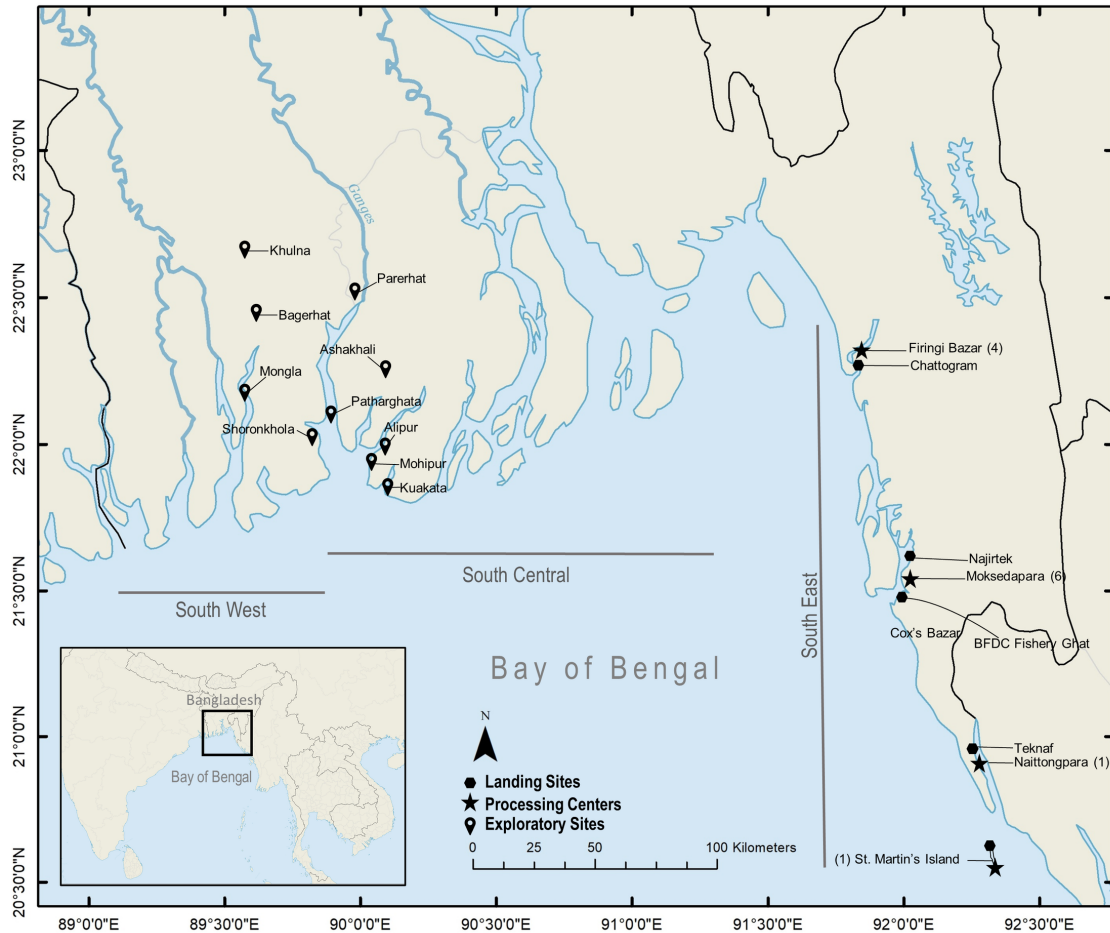 23°0'0"N
22°30'0"N
22°0'0"N
21°30'0"N
21°0'0"N
20°30'0"N
Ganges
Khulna
Parerhat
Bagerhat
Ashakhali
Mongla
Patharghata
Shoronkhola
Alipur
Mohipur
Kuakata
Firingi Bazar (4)
Chattogram
Najirtek
Moksedapara (6)
Cox's Bazar
BFDC Fishery Ghat
Teknaf
Naittongpara (1)
(1) St. Martin's Island
South Central
South West
South East
Bay of Bengal
Bangladesh
Bay of Bengal
N
Landing Sites
Processing Centers
Exploratory Sites
0 25 50 100 Kilometers
89°0'0"E 89°30'0"E 90°0'0"E 90°30'0"E 91°0'0"E 91°30'0"E 92°0'0"E 92°30'0"E